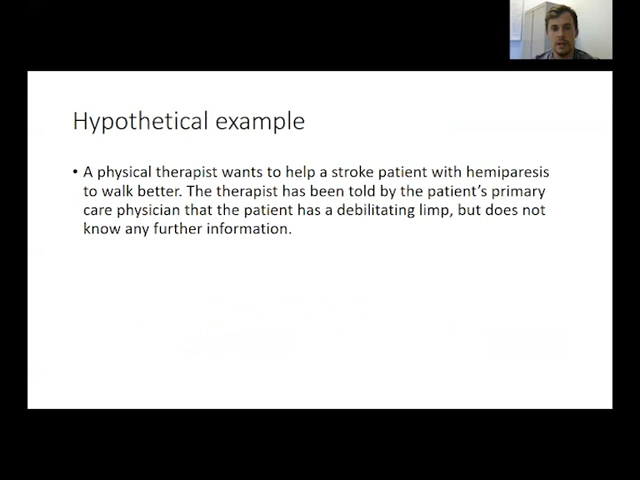 Hypothetical example
• A physical therapist wants to help a stroke patient with hemiparesis
to walk better. The therapist has been told by the patient's primary
care physician that the patient has a debilitating limp, but does not
know any further information.